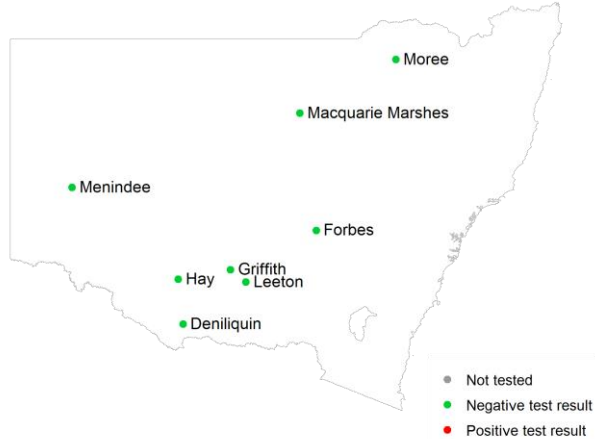 Moree
Macquarie Marshes
Menindee
Forbes
Griffith
Hay
Leeton
Deniliquin
Not tested
Negative test result
Positive test result